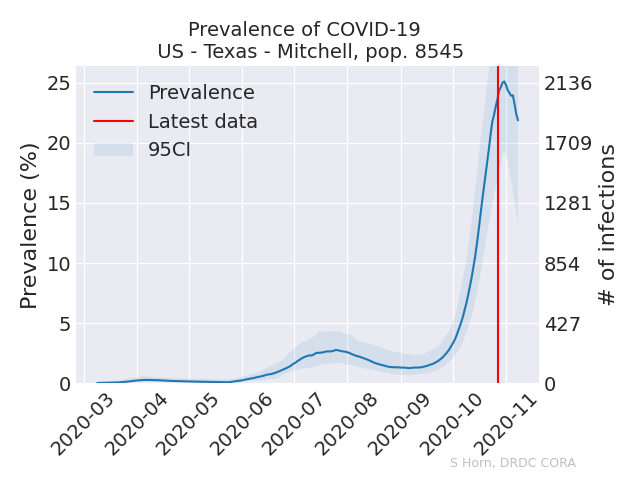 Prevalence of COVID-19
US - Texas - Mitchell, pop. 8545
Prevalence
Latest data
95CI
Prevalence (%)
25
20
15
10
5
0
# of infections
2136
1709
1281
854
427
0
2020-03
2020-04
2020-05
2020-06
2020-07
2020-08
2020-09
2020-10
2020-11
S Horn, DRDC CORA